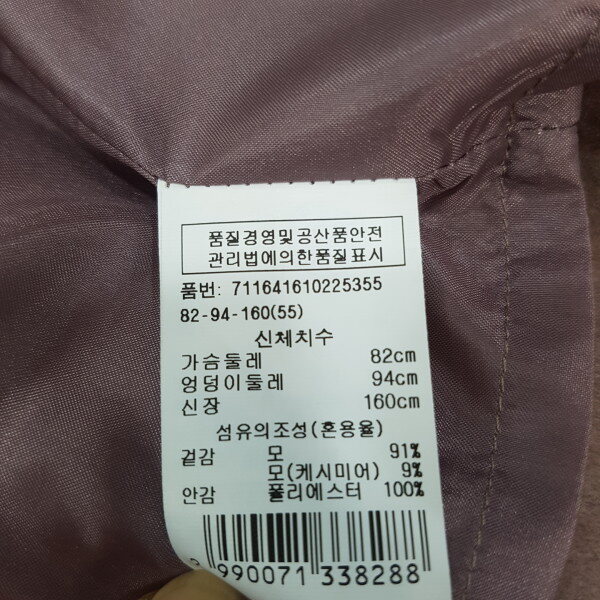 품질경영및공산품안전
관리법에의한품질표시
품번: 711641610225355
82-94-160(55)
신체치수
가슴둘레 82cm
엉덩이둘레 94cm
신장 160cm
섬유의조성(혼용율)
겉감 모 91%
모(케시미어) 9%
안감 폴리에스터 100%
990071 338288